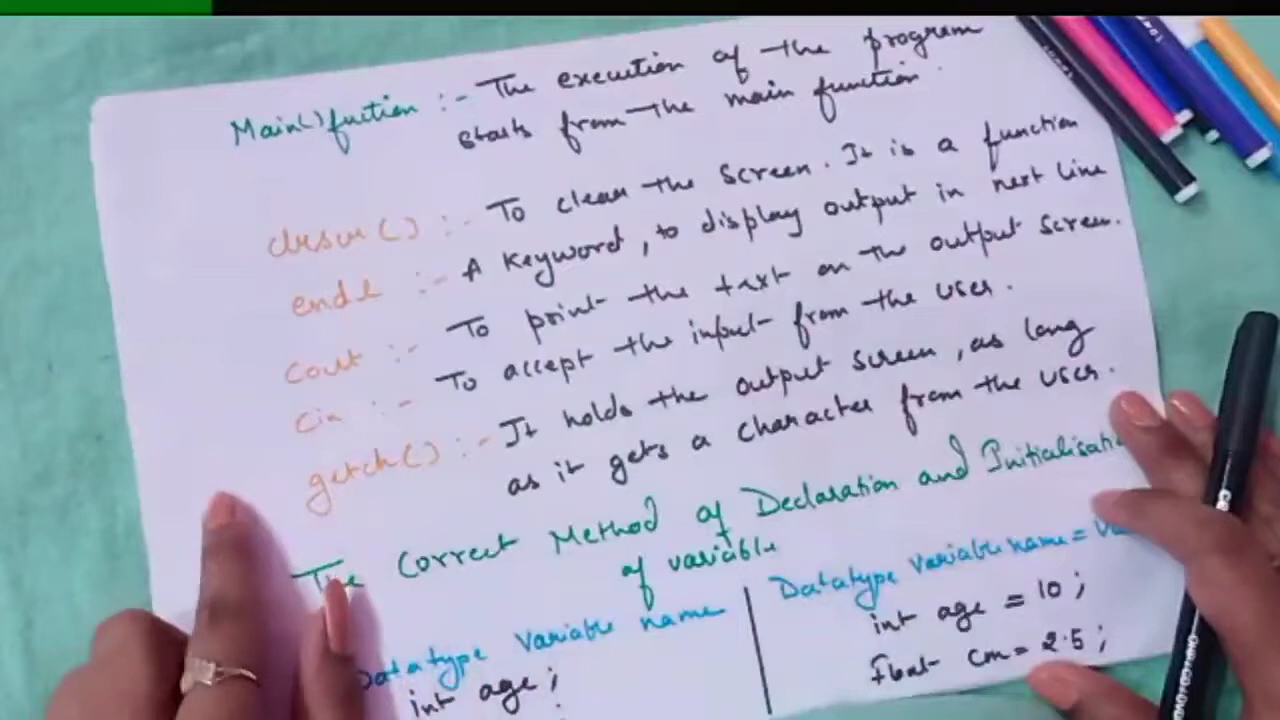 Main() fuction :- The execution of the program
starts from the main function.
clrscr() :- To clear the screen. It is a function
endl :- A keyword, to display output in next line
cout :- To print the text on the output screen.
cin :- To accept the input from the user.
getch() :- It holds the output screen, as long
as it gets a character from the user.
The Correct Method of Declaration and Initialisati
of variable
Datatype Variable name
int age ;
Datatype Variable name =
int age = 10 ;
float cm = 2.5 ;